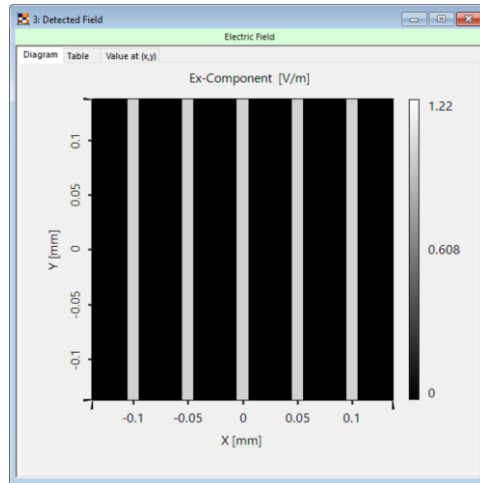 3: Detected Field
Electric Field
Diagram Table Value at (x,y)
Ex-Component [V/m]
1.22
0.608
0
0.1
0.05
0
-0.05
-0.1
Y [mm]
-0.1 -0.05 0 0.05 0.1
X [mm]